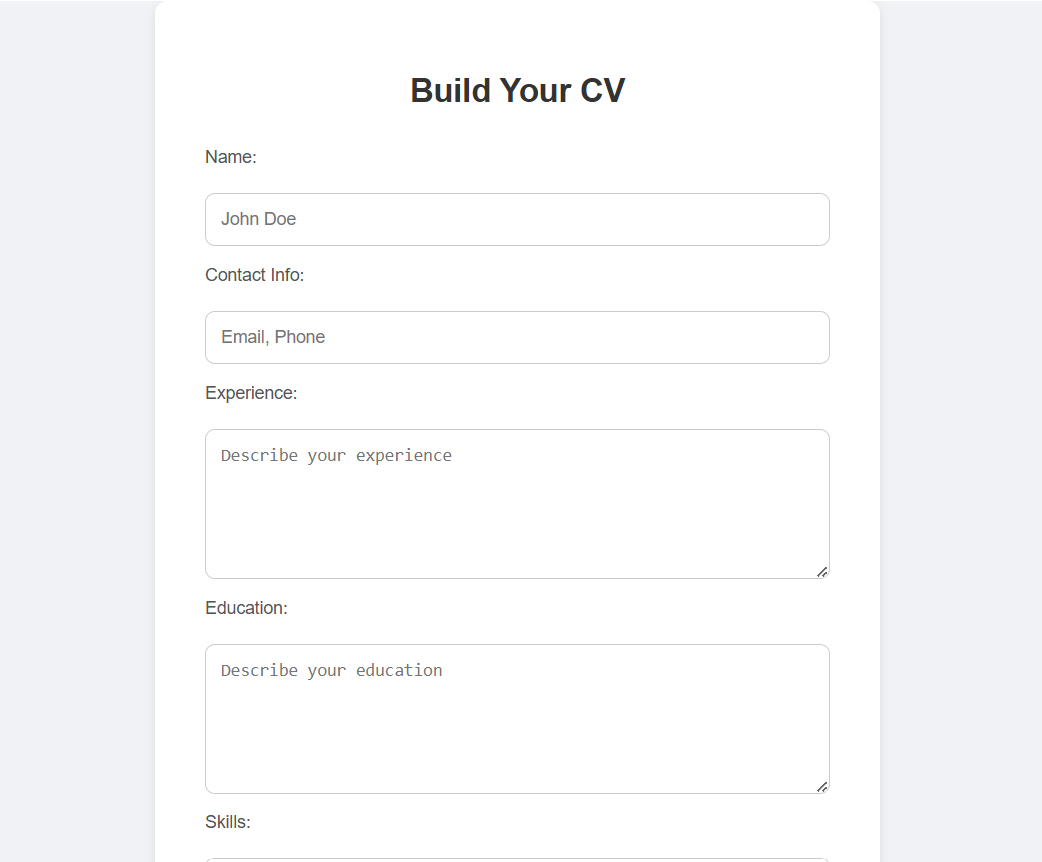 Build Your CV
Name:
John Doe
Contact Info:
Email, Phone
Experience:
Describe your experience
Education:
Describe your education
Skills: